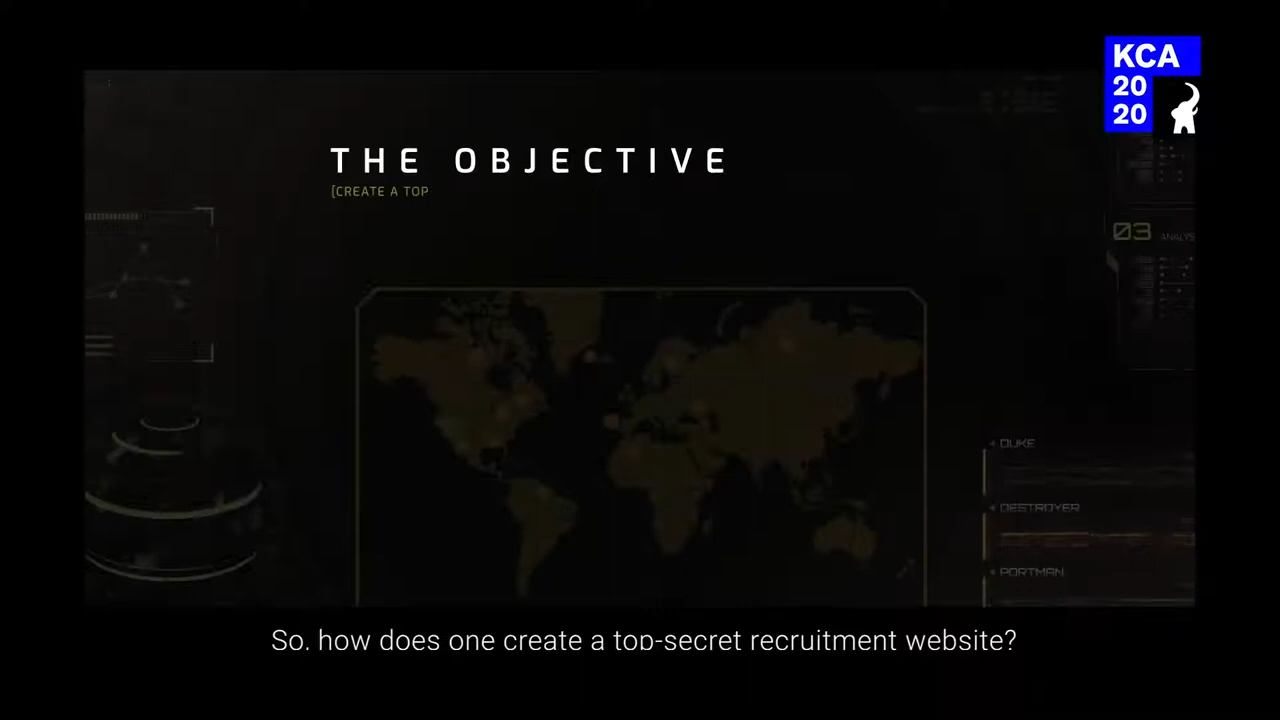 KCA
20
20
THE OBJECTIVE
[CREATE A TOP
03 ANALYS
DUKE
DESTROYER
PORTMAN
So, how does one create a top-secret recruitment website?